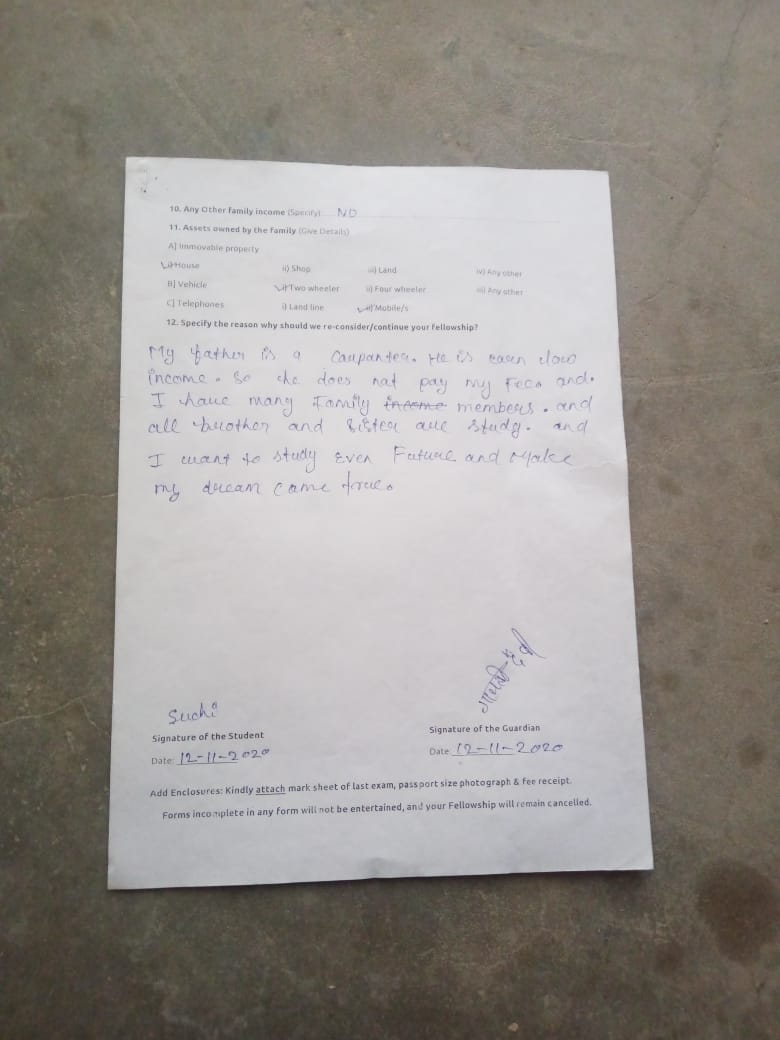 10. Any Other family income (Specify) NO
11. Assets owned by the family (Give Details)
A] Immovable property
i) House ii) Shop iii) Land iv) Any other
B] Vehicle i) Two wheeler ii) Four wheeler iii) Any other
C] Telephones i) Land line ii) Mobile/s
12. Specify the reason why should we re-consider/continue your fellowship?
My father is a Caupanter. He is earn low
income. So she does not pay my Fees and.
I have many Family income members. and
all brother and Sister are study. and
I want to study Even Future and Make
my dream came true.
Suchi
Signature of the Student
Date: 12-11-2020
Signature of the Guardian
Date: 12-11-2020
Add Enclosures: Kindly attach mark sheet of last exam, passport size photograph & fee receipt.
Forms incomplete in any form will not be entertained, and your Fellowship will remain cancelled.